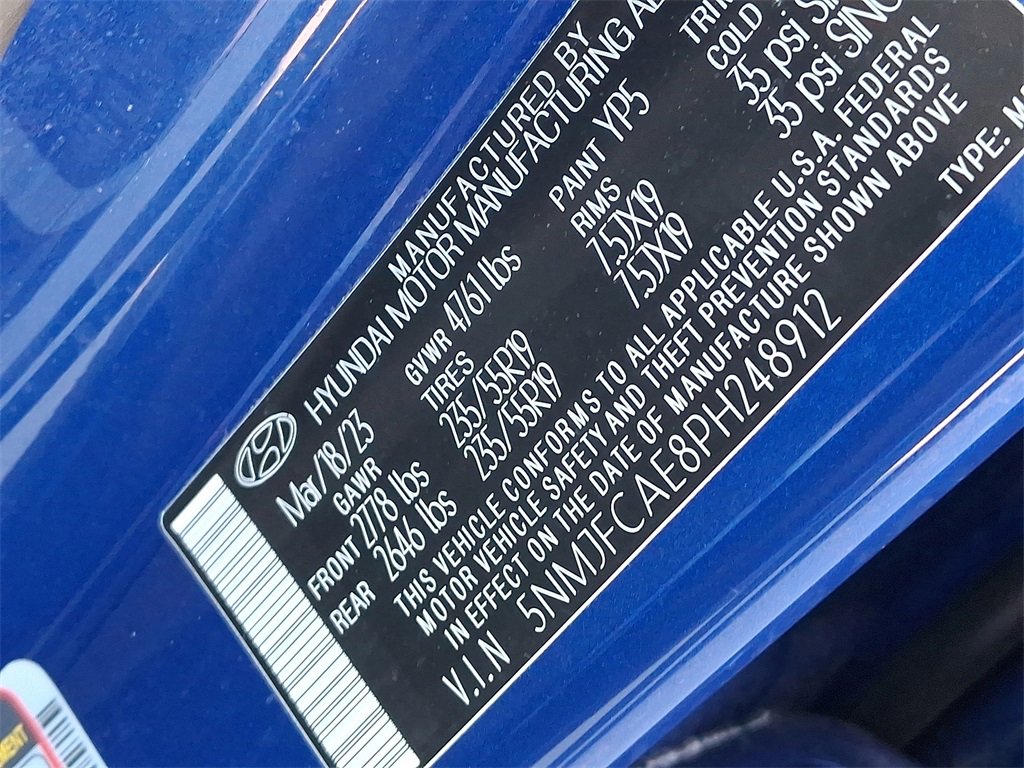 MANUFACTURED BY
HYUNDAI MOTOR MANUFACTURING
Mar/18/23 GVWR 4761 lbs PAINT YP5
GAWR TIRES RIMS COLD
FRONT 2778 lbs 235/55R19 7.5JX19 35 psi
REAR 2646 lbs 235/55R19 7.5JX19 35 psi
THIS VEHICLE CONFORMS TO ALL APPLICABLE U.S.A. FEDERAL
MOTOR VEHICLE SAFETY AND THEFT PREVENTION STANDARDS
IN EFFECT ON THE DATE OF MANUFACTURE SHOWN ABOVE
V.I.N 5NMJFCAE8PH248912 TYPE: